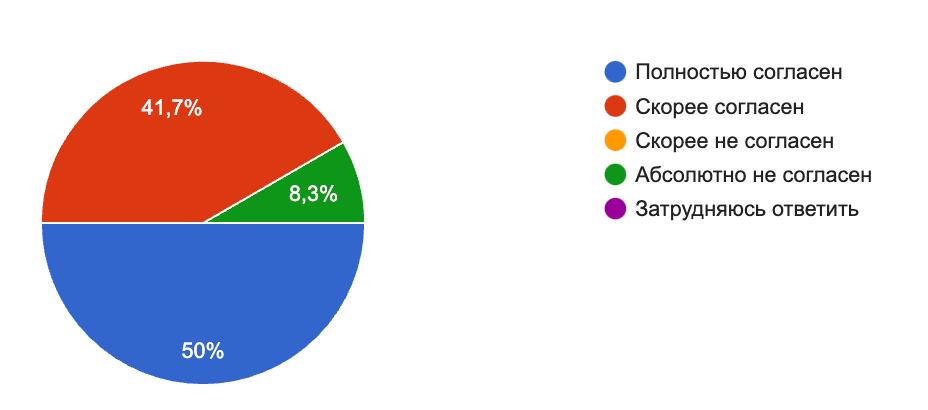 41,7%
8,3%
50%
Полностью согласен
Скорее согласен
Скорее не согласен
Абсолютно не согласен
Затрудняюсь ответить